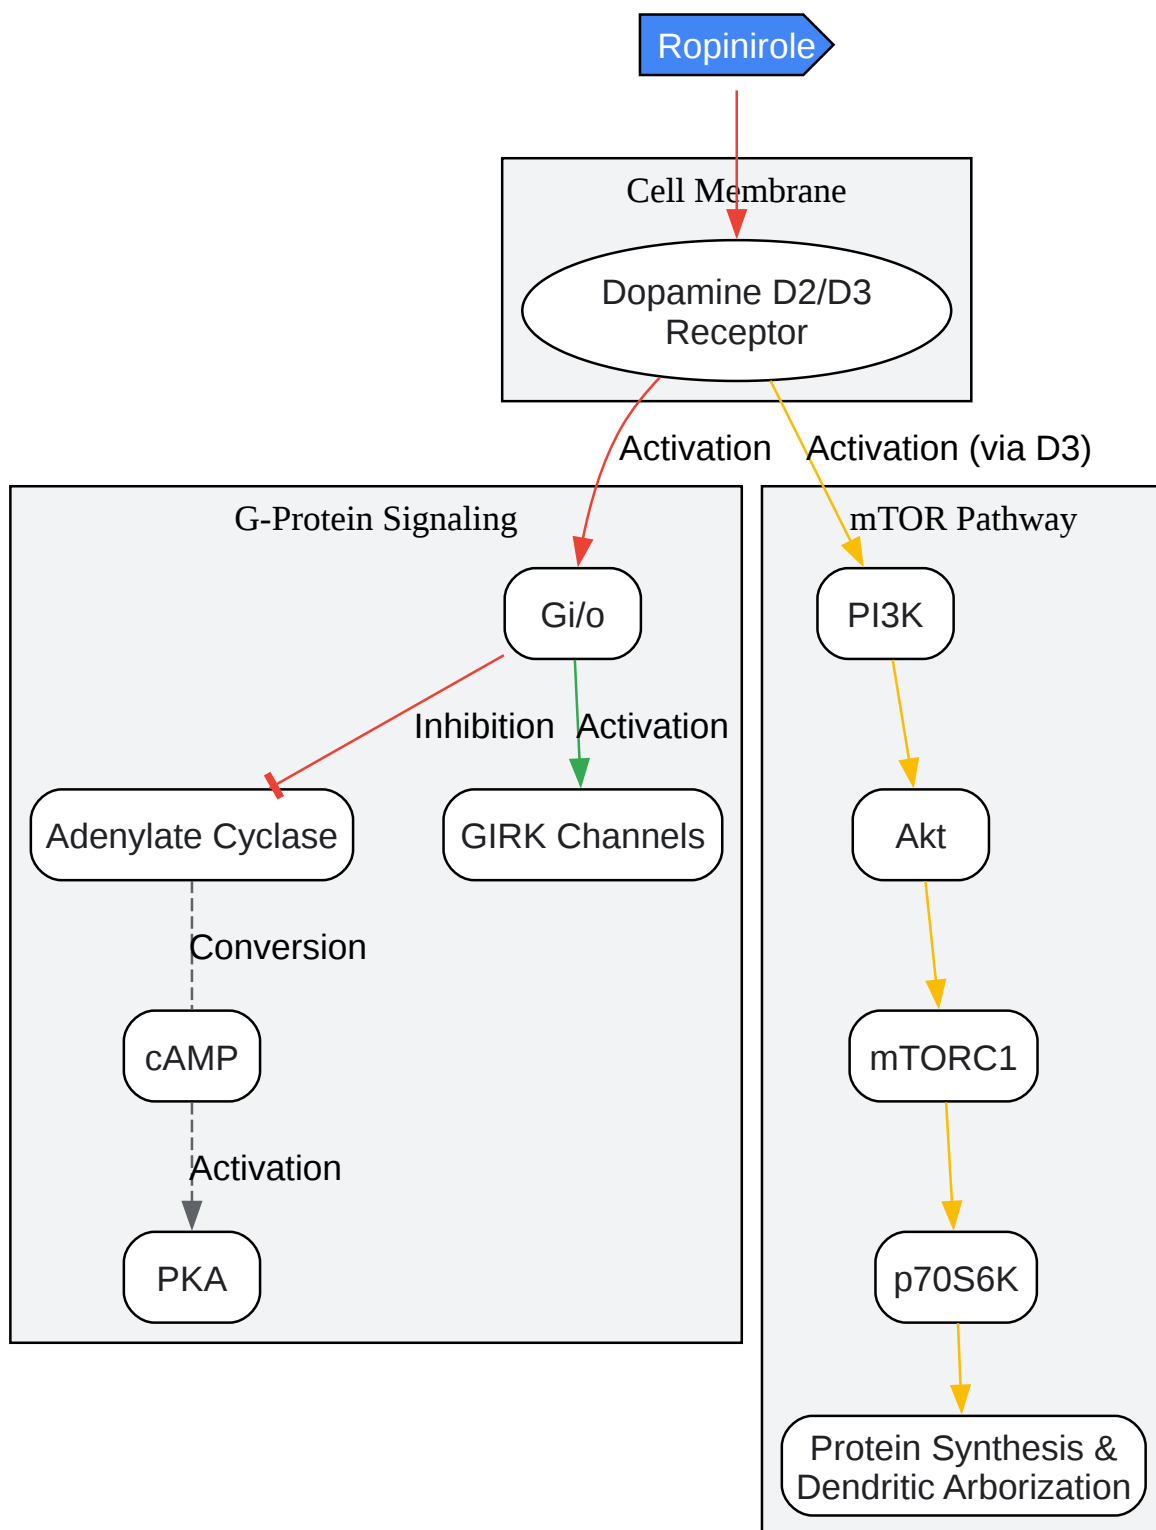 Ropinirole
Cell Membrane
Dopamine D2/D3
Receptor
Activation
Activation (via D3)
G-Protein Signaling
mTOR Pathway
Gi/o
PI3K
Inhibition
Activation
Adenylate Cyclase
GIRK Channels
Akt
Conversion
cAMP
mTORC1
Activation
PKA
p70S6K
Protein Synthesis &
Dendritic Arborization